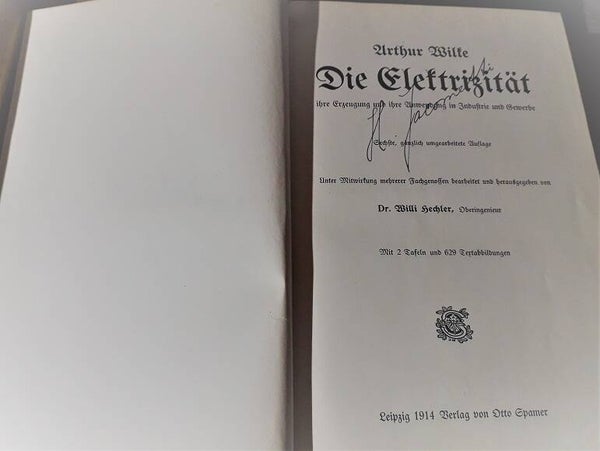 Arthur Wilke
Die Elektrizität
ihre Erzeugung und ihre Anwendung in Industrie und Gewerbe
Sechste, gänzlich umgearbeitete Auflage
Unter Mitwirkung mehrerer Fachgenossen bearbeitet und herausgegeben von
Dr. Willi Hechler, Oberingenieur
Mit 2 Tafeln und 629 Textabbildungen
Leipzig 1914 Verlag von Otto Spamer